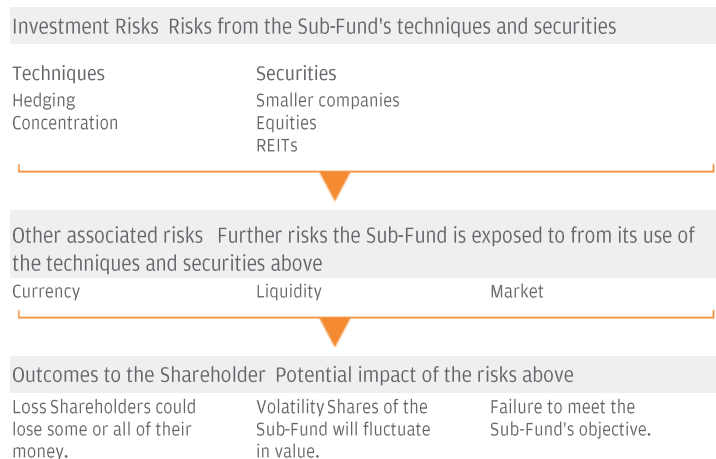 Investment Risks Risks from the Sub-Fund's techniques and securities
Techniques
Hedging
Concentration
Securities
Smaller companies
Equities
REITs
Other associated risks Further risks the Sub-Fund is exposed to from its use of
the techniques and securities above
Currency
Liquidity
Market
Outcomes to the Shareholder Potential impact of the risks above
Loss Shareholders could
lose some or all of their
money.
Volatility Shares of the
Sub-Fund will fluctuate
in value.
Failure to meet the
Sub-Fund's objective.